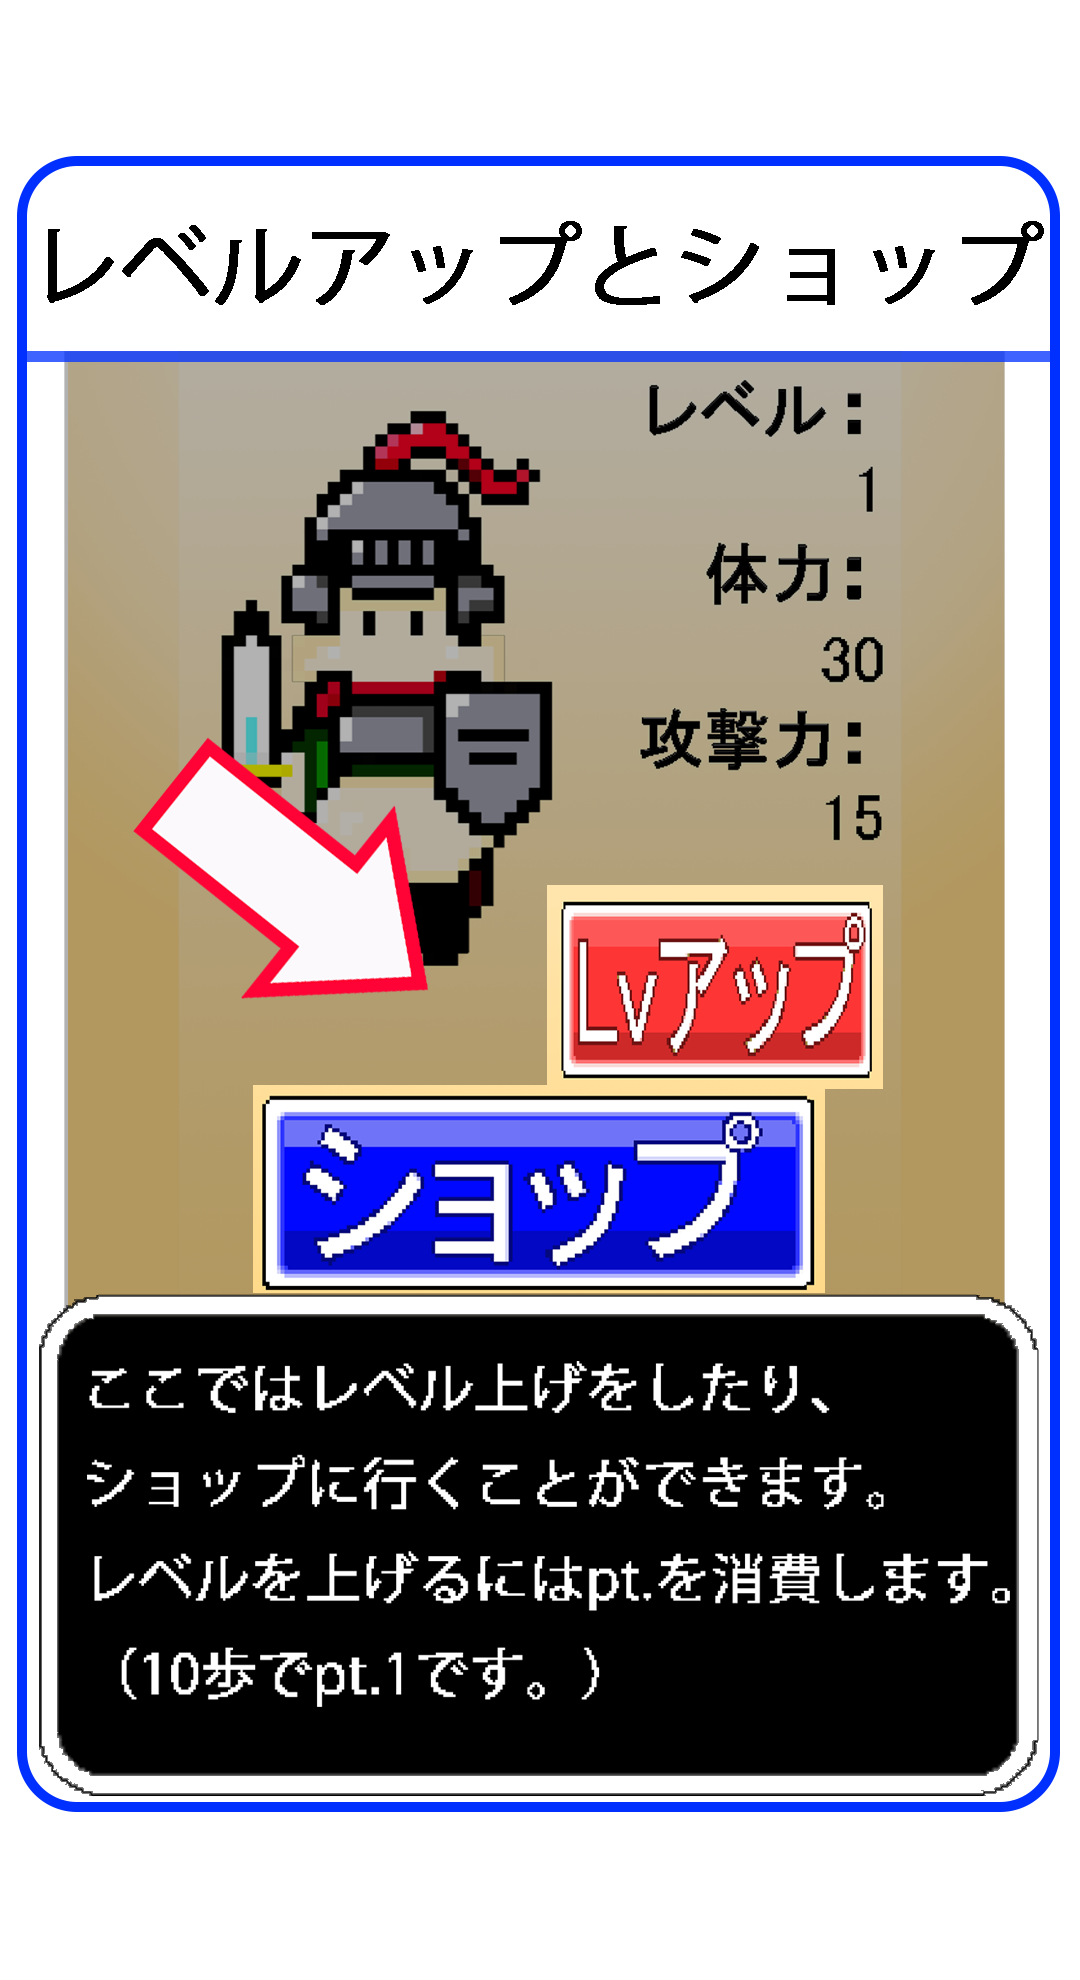 レベルアップとショップ
レベル:
1
体力:
30
攻撃力:
15
Lvアップ
ショップ
ここではレベル上げをしたり、
ショップに行くことができます。
レベルを上げるにはpt.を消費します。
（10歩でpt.1です。）